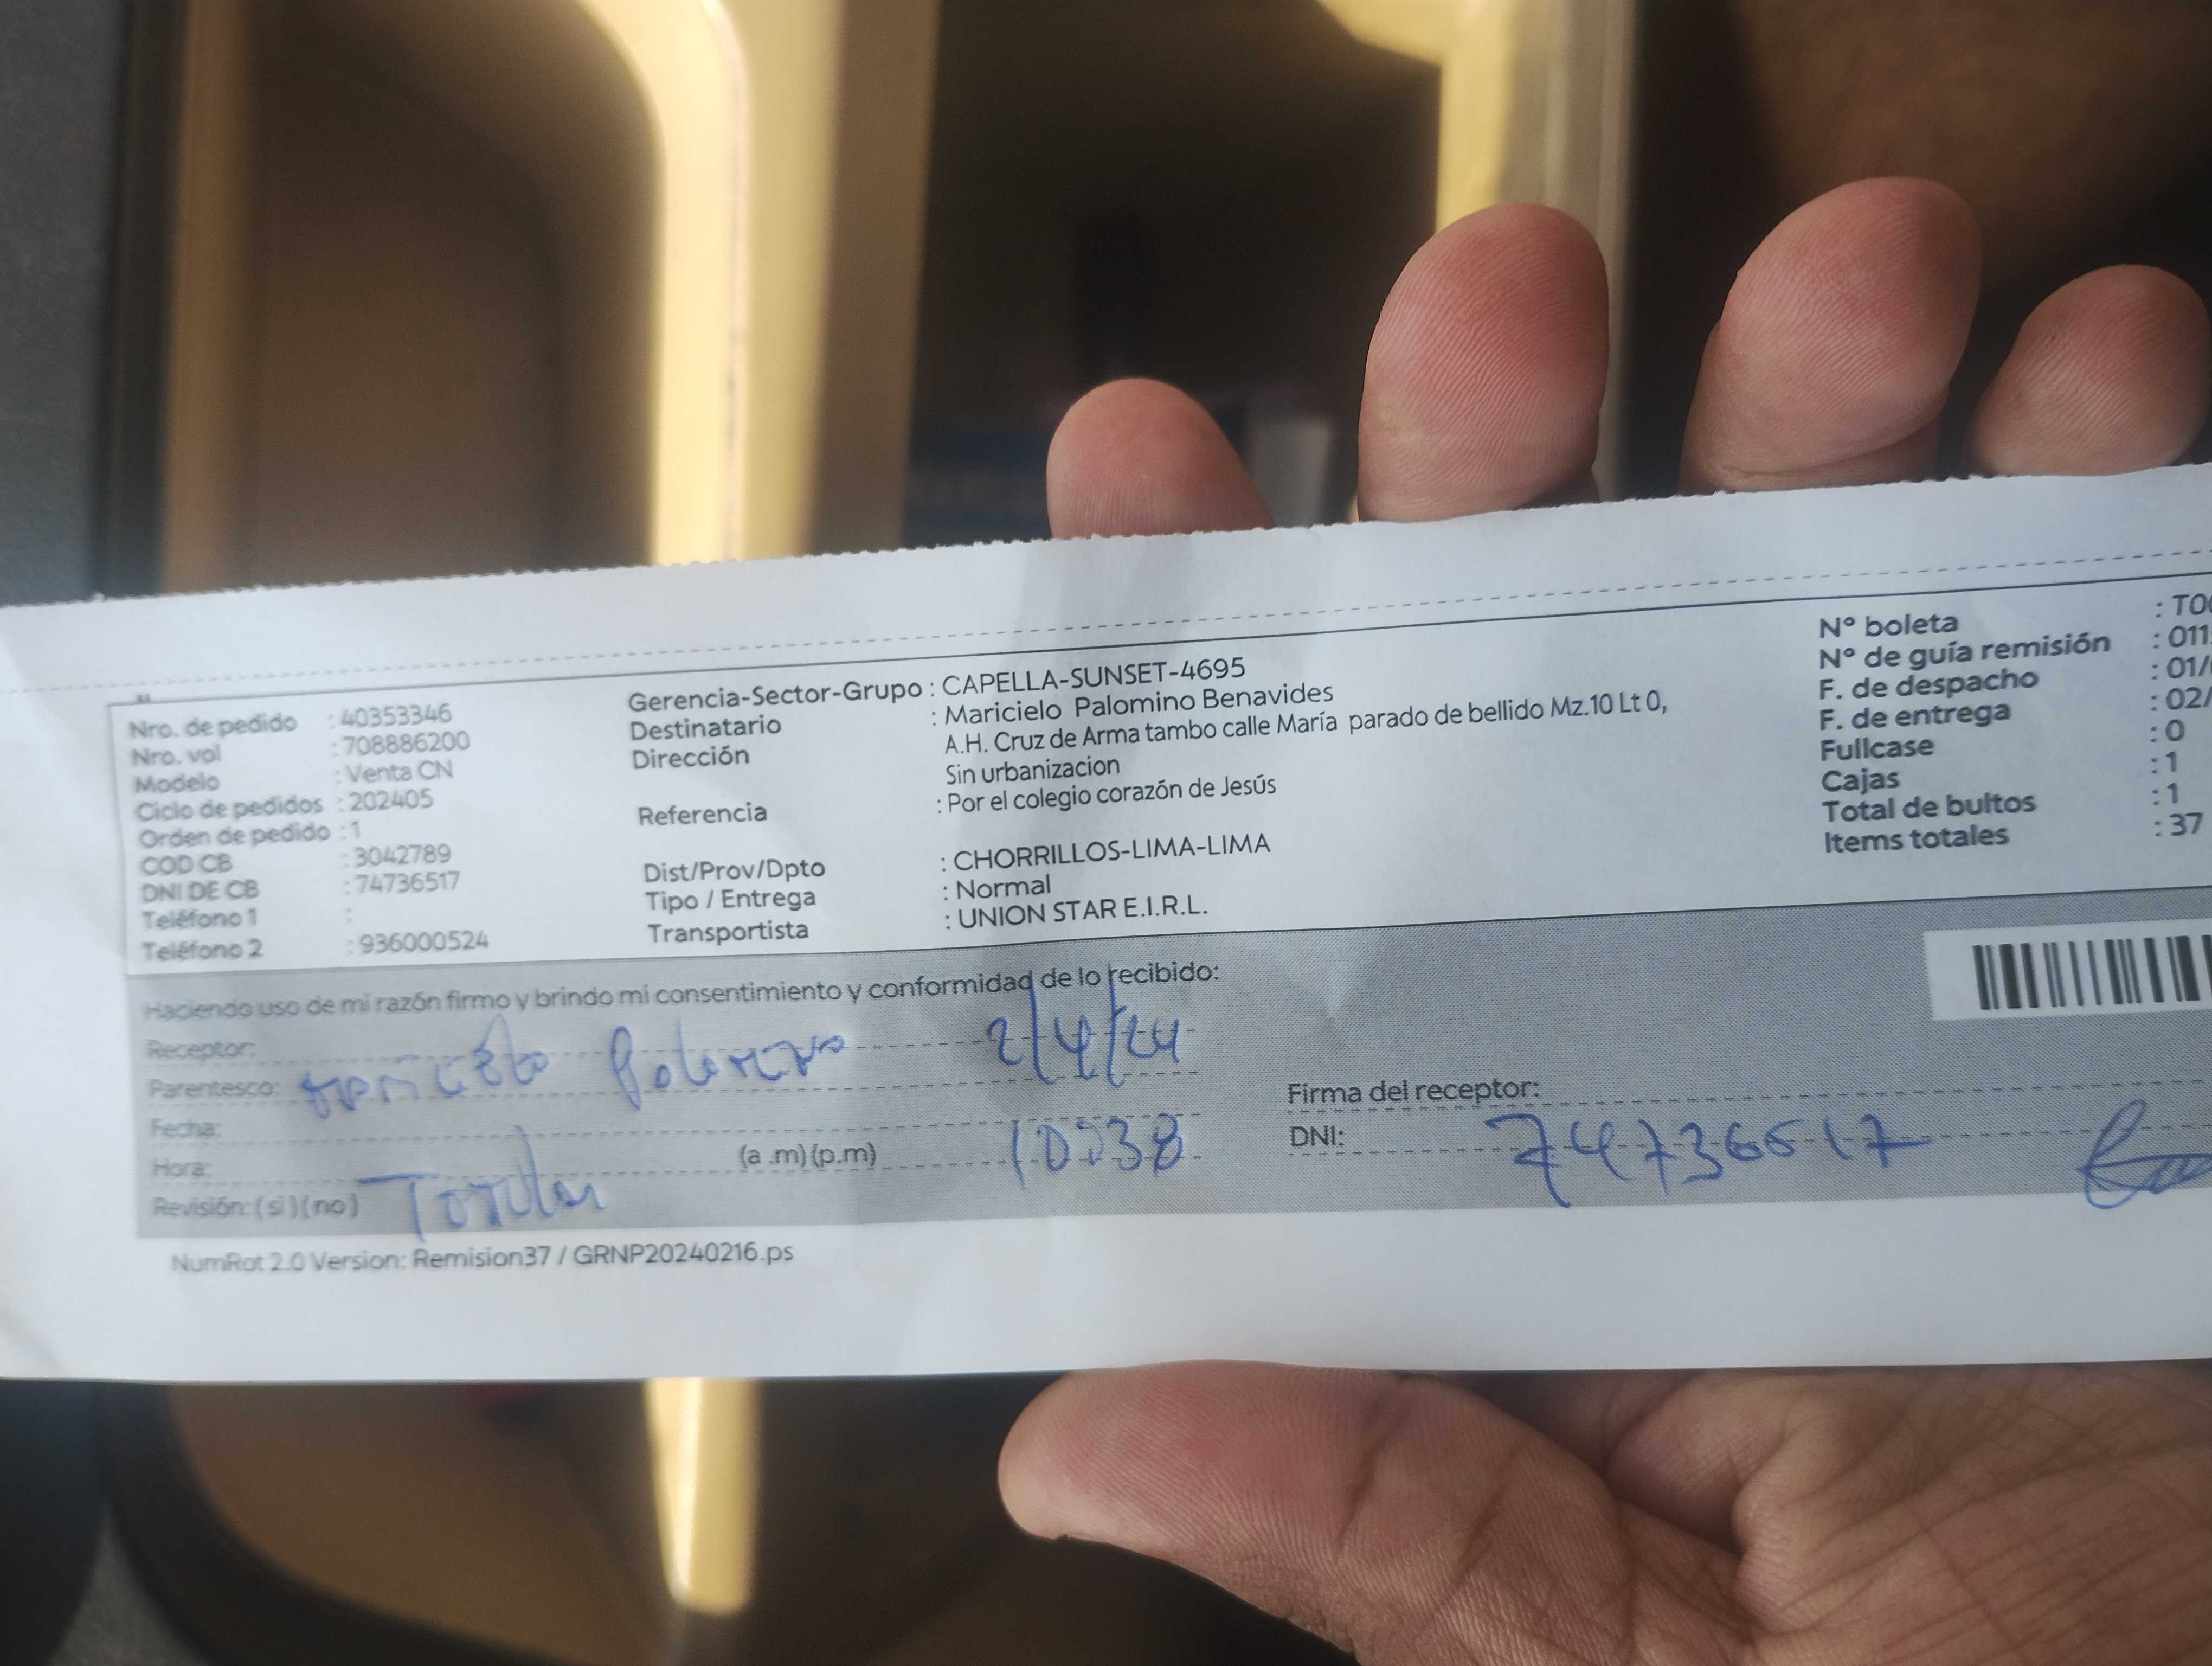 Nro. de pedido : 40353346
Nro. vol : 708886200
Modelo : Venta CN
Ciclo de pedidos : 202405
Orden de pedido : 1
COD CB : 3042789
DNI DE CB : 74736517
Teléfono 1 :
Teléfono 2 : 936000524
Gerencia-Sector-Grupo : CAPELLA-SUNSET-4695
Destinatario : Maricielo Palomino Benavides
Dirección A.H. Cruz de Arma tambo calle María parado de bellido Mz.10 Lt 0,
Sin urbanizacion
Referencia : Por el colegio corazón de Jesús
Dist/Prov/Dpto : CHORRILLOS-LIMA-LIMA
Tipo / Entrega : Normal
Transportista : UNION STAR E.I.R.L.
N° boleta : T00
N° de guía remisión : 011
F. de despacho : 01/
F. de entrega : 02/
Fullcase : 0
Cajas : 1
Total de bultos : 1
Items totales : 37
Haciendo uso de mi razón firmo y brindo mi consentimiento y conformidad de lo recibido:
Receptor: 2/4/24
Parentesco:
Fecha:
Hora: (a .m)(p.m)
Revisión: (si)(no)
Firma del receptor:
DNI: 74736517
NumRot 2.0 Version: Remision37 / GRNP20240216.ps